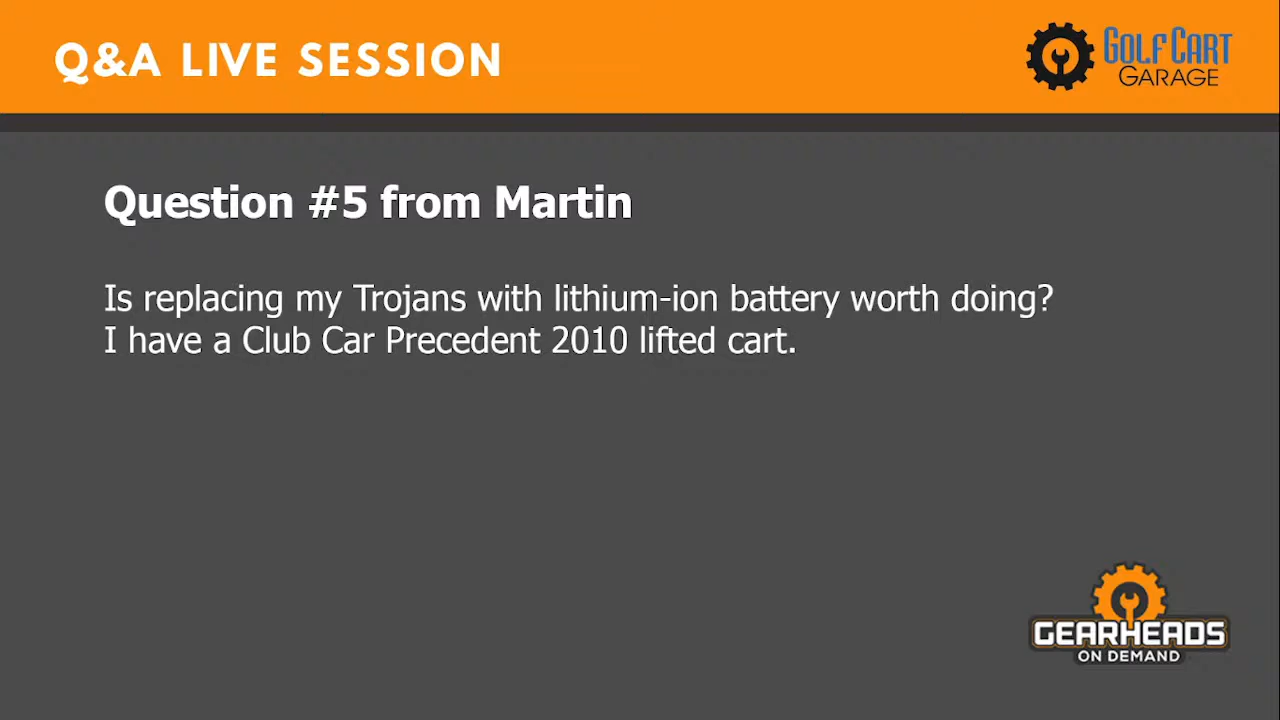 Q&A LIVE SESSION
GOLF CART
GARAGE
Question #5 from Martin
Is replacing my Trojans with lithium-ion battery worth doing?
I have a Club Car Precedent 2010 lifted cart.
GEARHEADS
ON DEMAND